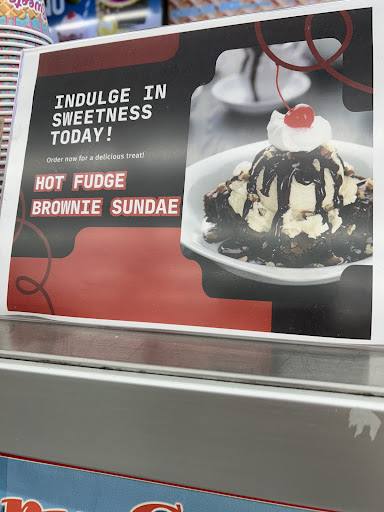 INDULGE IN
SWEETNESS
TODAY!
Order now for a delicious treat!
HOT FUDGE
BROWNIE SUNDAE